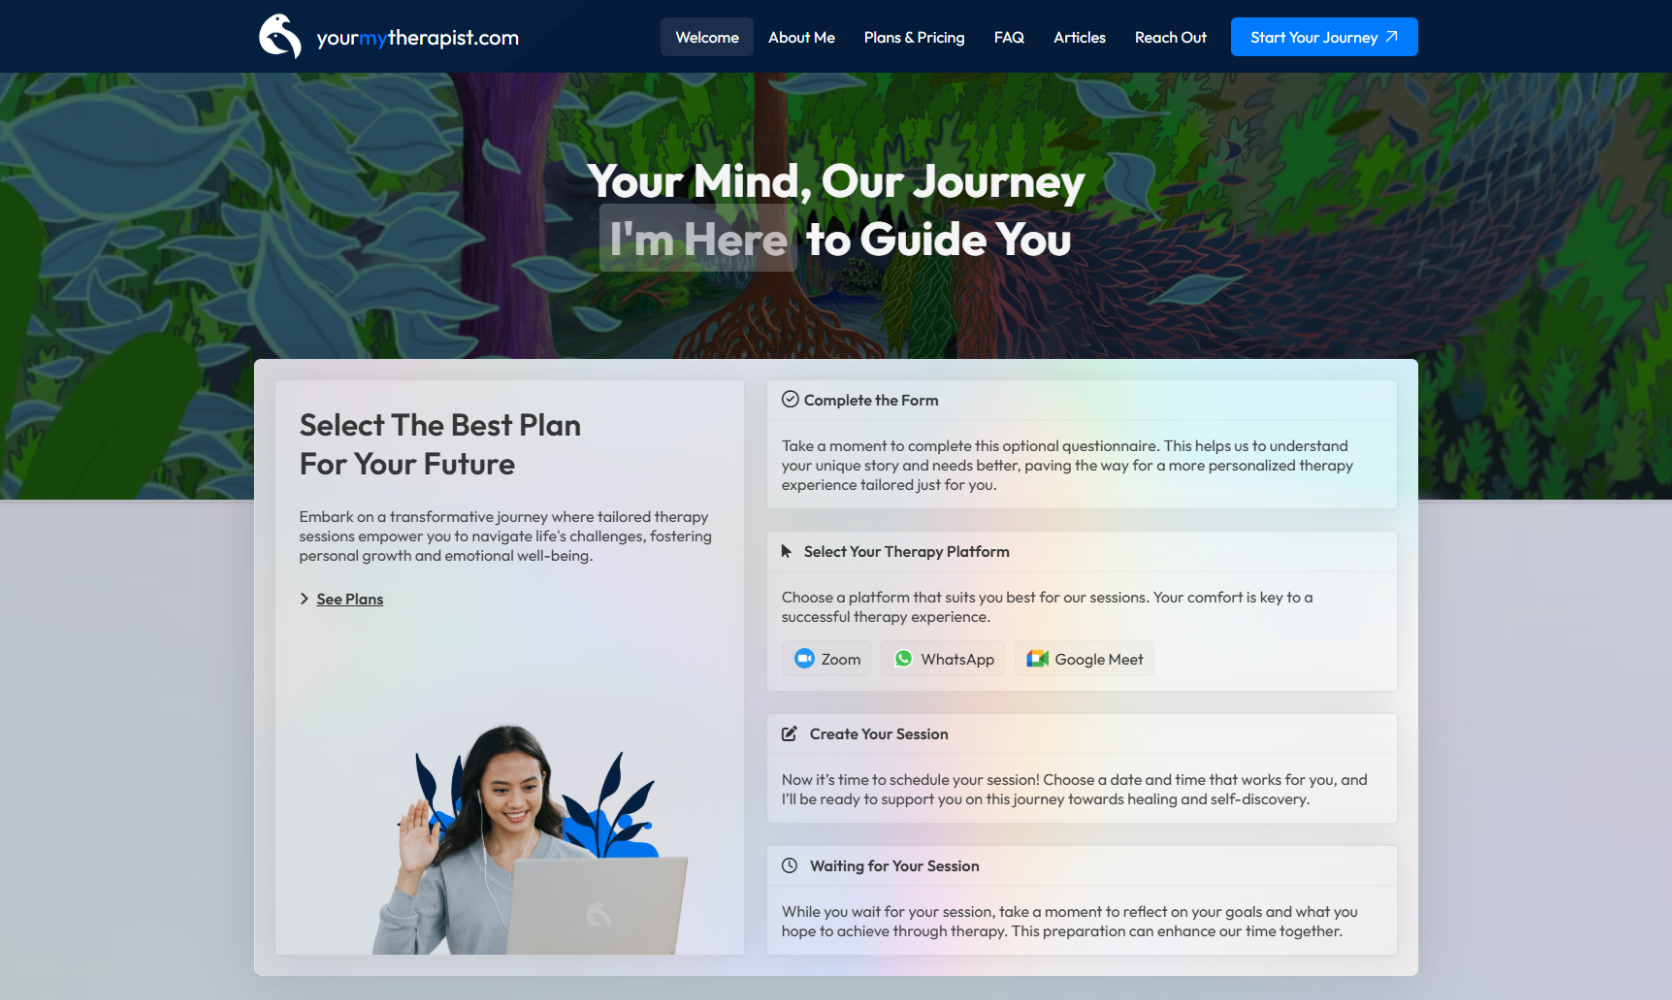 yourmytherapist.com
Welcome
About Me
Plans & Pricing
FAQ
Articles
Reach Out
Start Your Journey
Your Mind, Our Journey
I'm Here to Guide You
Select The Best Plan
For Your Future
Embark on a transformative journey where tailored therapy
sessions empower you to navigate life's challenges, fostering
personal growth and emotional well-being.
See Plans
Complete the Form
Take a moment to complete this optional questionnaire. This helps us to understand
your unique story and needs better, paving the way for a more personalized therapy
experience tailored just for you.
Select Your Therapy Platform
Choose a platform that suits you best for our sessions. Your comfort is key to a
successful therapy experience.
Zoom
WhatsApp
Google Meet
Create Your Session
Now it's time to schedule your session! Choose a date and time that works for you, and
I'll be ready to support you on this journey towards healing and self-discovery.
Waiting for Your Session
While you wait for your session, take a moment to reflect on your goals and what you
hope to achieve through therapy. This preparation can enhance our time together.